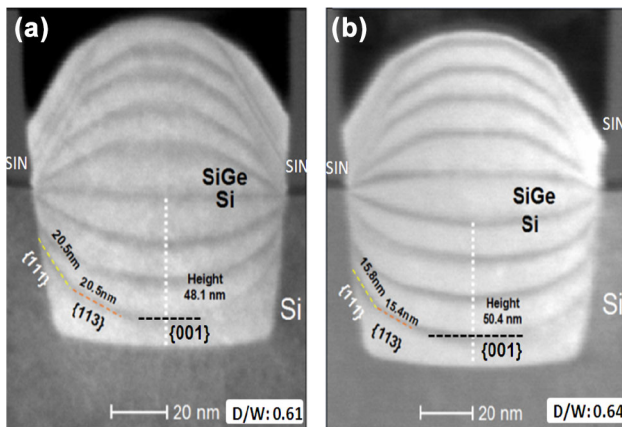 (a)
SIN
SIN
SiGe
Si
20.5nm
{111}
20.5nm
{113}
Height
48.1 nm
{001}
Si
20 nm
D/W: 0.61
(b)
SIN
SIN
SiGe
Si
15.8nm
{111}
15.4nm
{113}
Height
50.4 nm
{001}
Si
20 nm
D/W: 0.64